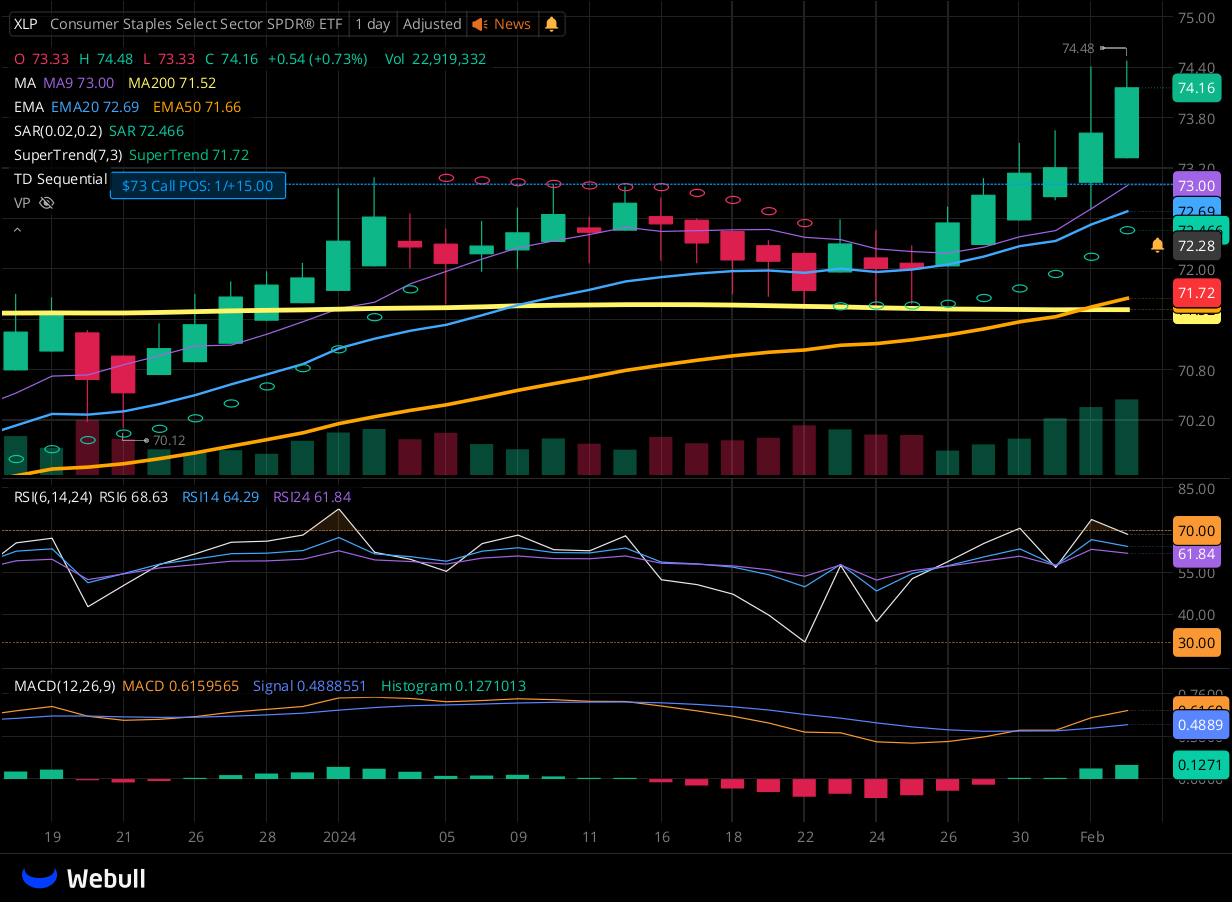 XLP Consumer Staples Select Sector SPDR® ETF 1 day Adjusted News
O 73.33 H 74.48 L 73.33 C 74.16 +0.54 (+0.73%) Vol 22,919,332
MA MA9 73.00 MA200 71.52
EMA EMA20 72.69 EMA50 71.66
SAR(0.02,0.2) SAR 72.466
SuperTrend(7,3) SuperTrend 71.72
TD Sequential
$73 Call POS: 1/+15.00
VP
74.48
70.12
75.00
74.40
74.16
73.80
73.20
73.00
72.69
72.28
72.00
71.72
70.80
70.20
RSI(6,14,24) RSI6 68.63 RSI14 64.29 RSI24 61.84
85.00
70.00
61.84
55.00
40.00
30.00
MACD(12,26,9) MACD 0.6159565 Signal 0.4888551 Histogram 0.1271013
0.4889
0.1271
19 21 26 28 2024 05 09 11 16 18 22 24 26 30 Feb
Webull